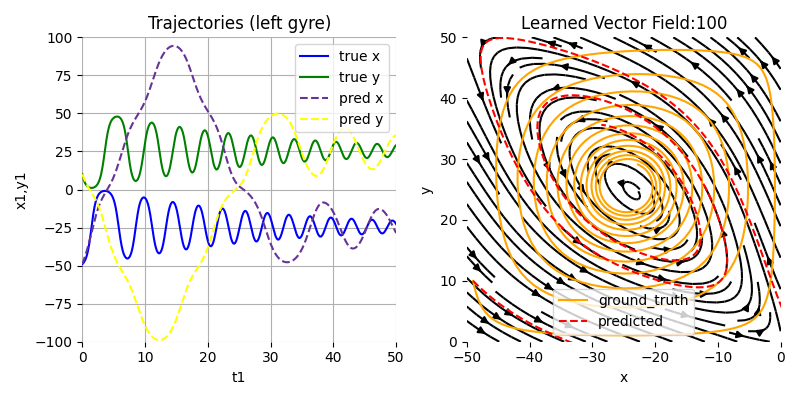 Trajectories (left gyre)
100
75
50
25
0
−25
−50
−75
−100
x1,y1
0
10
20
30
40
50
t1
true x
true y
pred x
pred y
Learned Vector Field:100
50
40
30
20
10
0
y
−50
−40
−30
−20
−10
0
x
ground_truth
predicted